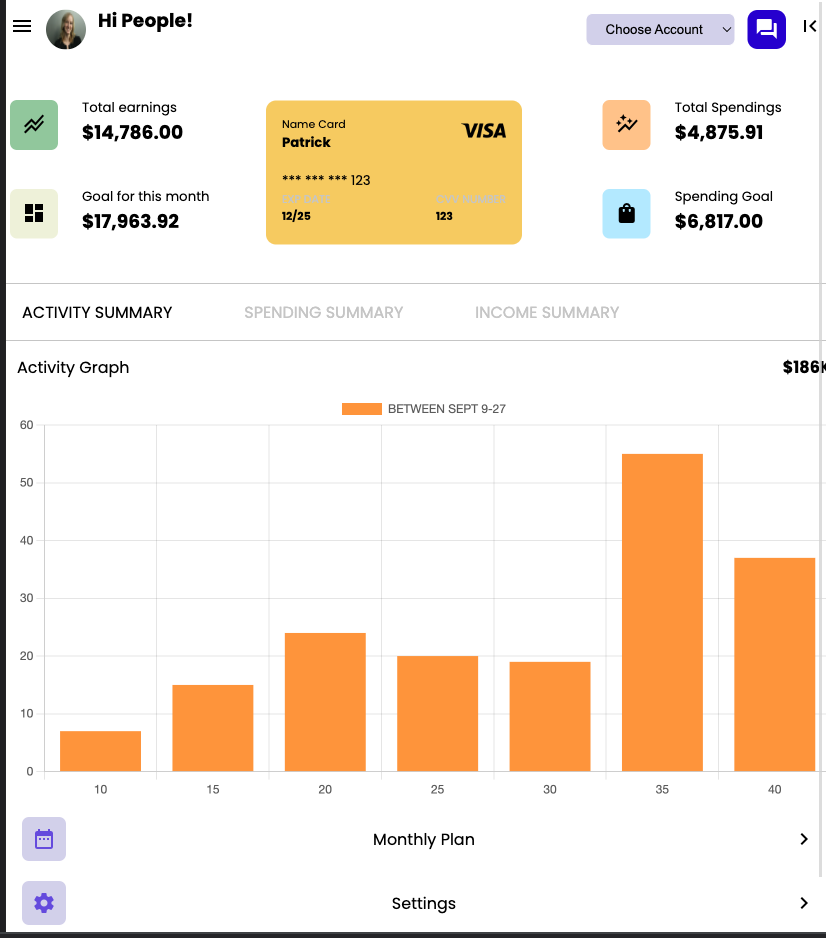 Hi People!
Choose Account
Total earnings
$14,786.00
Goal for this month
$17,963.92
Name Card
Patrick
VISA
*** *** *** 123
EXP DATE
CVV NUMBER
12/25
123
Total Spendings
$4,875.91
Spending Goal
$6,817.00
ACTIVITY SUMMARY
SPENDING SUMMARY
INCOME SUMMARY
Activity Graph
$186K
BETWEEN SEPT 9-27
60
50
40
30
20
10
0
10
15
20
25
30
35
40
Monthly Plan
Settings